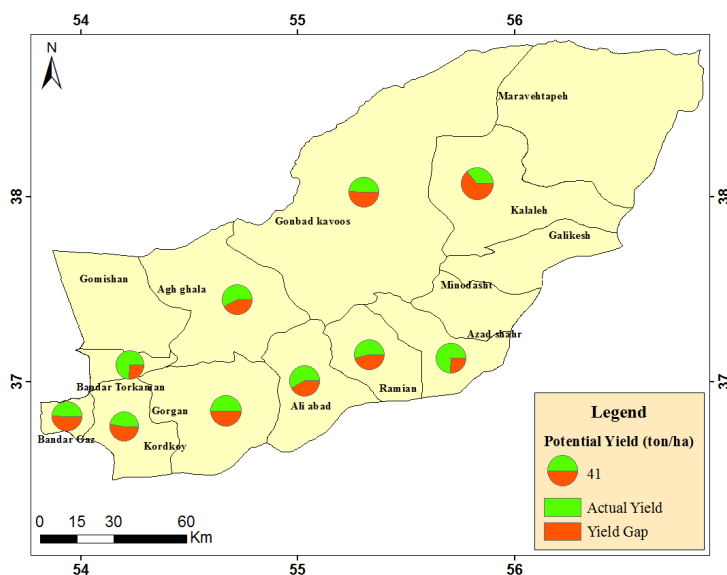 54
55
56
N
Maravehtapeh
38
38
Kalaleh
Gonbad kavoos
Galikesh
Gomishan
Agh ghala
Minodasht
Azad shahr
37
37
Bandar Torkaman
Ramian
Ali abad
Gorgan
Bandar Gaz
Kordkoy
Legend
Potential Yield (ton/ha)
41
Actual Yield
Yield Gap
0 15 30 60
Km
54
55
56